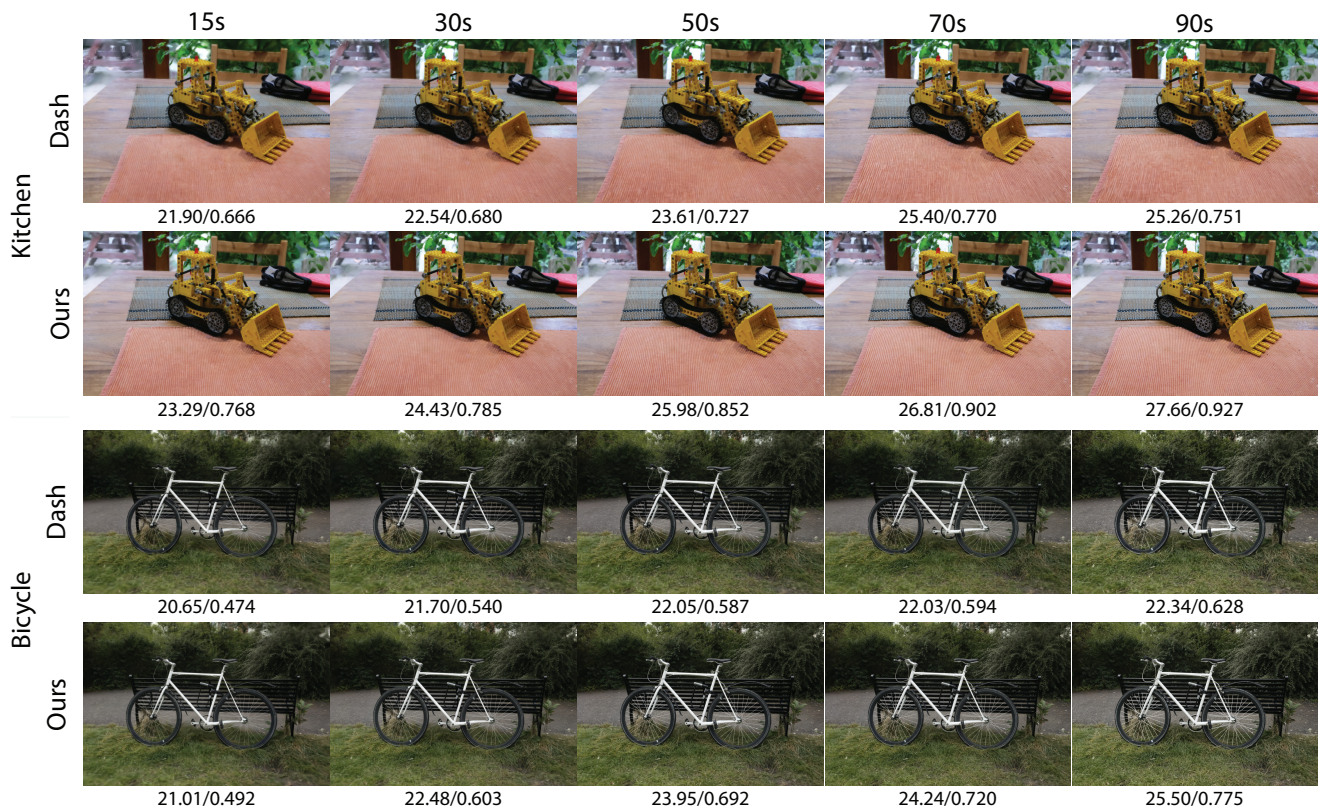 15s 30s 50s 70s 90s
Kitchen
Dash
21.90/0.666 22.54/0.680 23.61/0.727 25.40/0.770 25.26/0.751
Ours
23.29/0.768 24.43/0.785 25.98/0.852 26.81/0.902 27.66/0.927
Bicycle
Dash
20.65/0.474 21.70/0.540 22.05/0.587 22.03/0.594 22.34/0.628
Ours
21.01/0.492 22.48/0.603 23.95/0.692 24.24/0.720 25.50/0.775